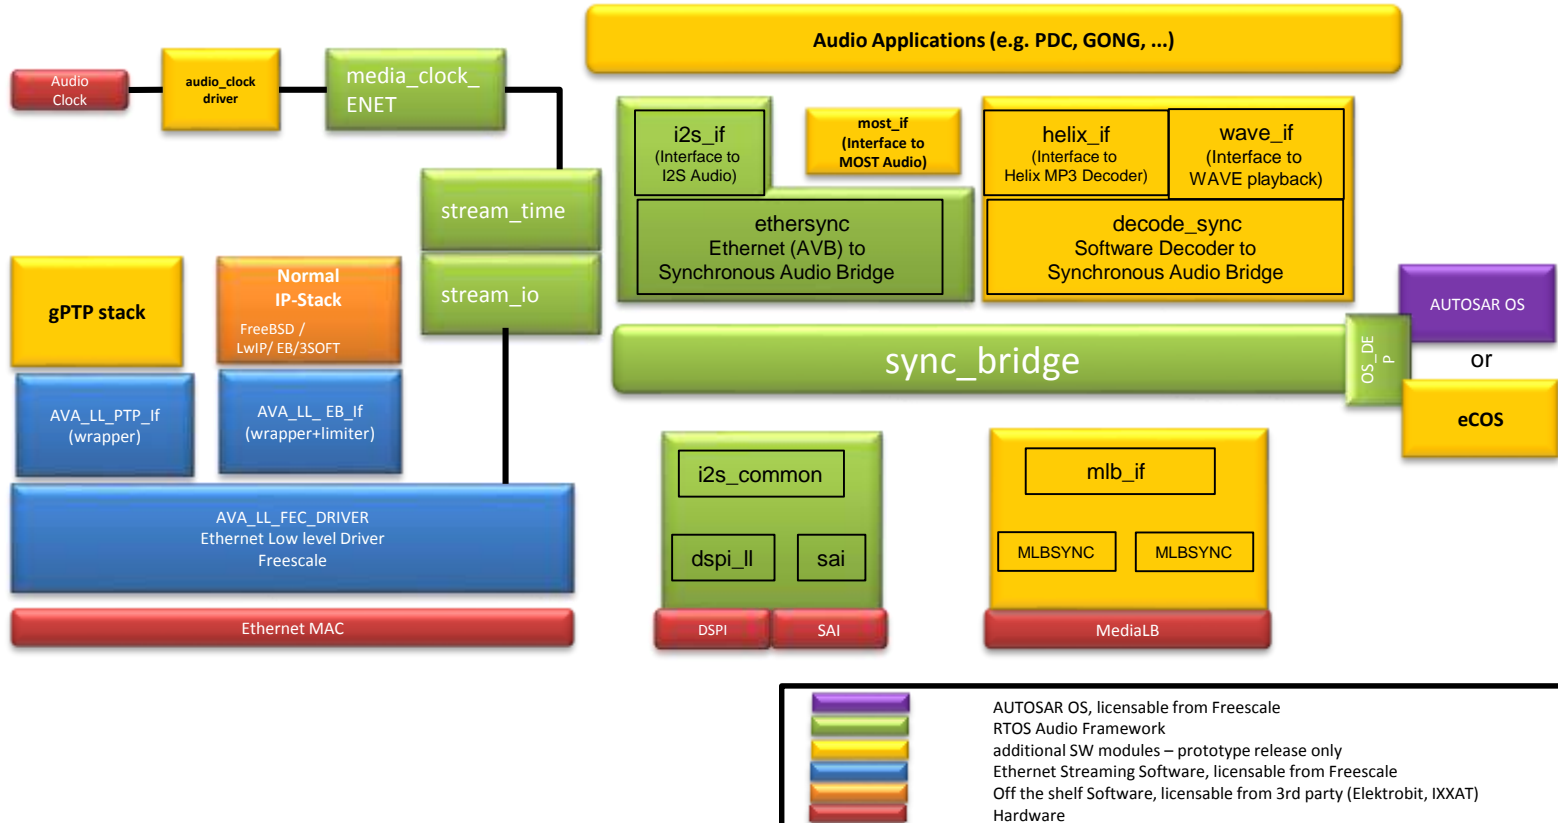 Audio Applications (e.g. PDC, GONG, ...)
Audio
Clock
audio_clock
driver
media_clock_
ENET
i2s_if
(Interface to
I2S Audio)
most_if
(Interface to
MOST Audio)
helix_if
(Interface to
Helix MP3 Decoder)
wave_if
(Interface to
WAVE playback)
stream_time
ethersync
Ethernet (AVB) to
Synchronous Audio Bridge
decode_sync
Software Decoder to
Synchronous Audio Bridge
gPTP stack
Normal
IP-Stack
FreeBSD /
LwIP/ EB/3SOFT
stream_io
AUTOSAR OS
sync_bridge
OS_DE
P
or
eCOS
AVA_LL_PTP_If
(wrapper)
AVA_LL_ EB_If
(wrapper+limiter)
i2s_common
mlb_if
AVA_LL_FEC_DRIVER
Ethernet Low level Driver
Freescale
dspi_ll
sai
MLBSYNC
MLBSYNC
Ethernet MAC
DSPI
SAI
MediaLB
AUTOSAR OS, licensable from Freescale
RTOS Audio Framework
additional SW modules – prototype release only
Ethernet Streaming Software, licensable from Freescale
Off the shelf Software, licensable from 3rd party (Elektrobit, IXXAT)
Hardware